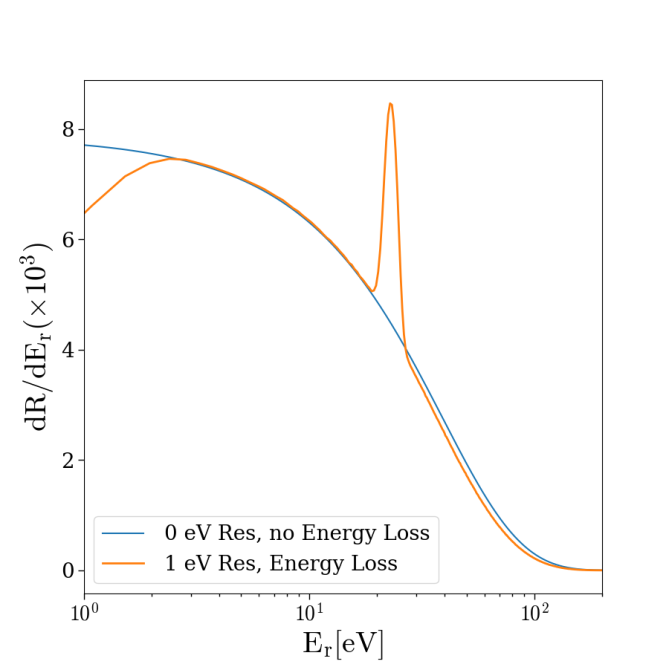 dR/dEr(×10³)
8
6
4
2
0
0 eV Res, no Energy Loss
1 eV Res, Energy Loss
10⁰ 10¹ 10²
Er[eV]